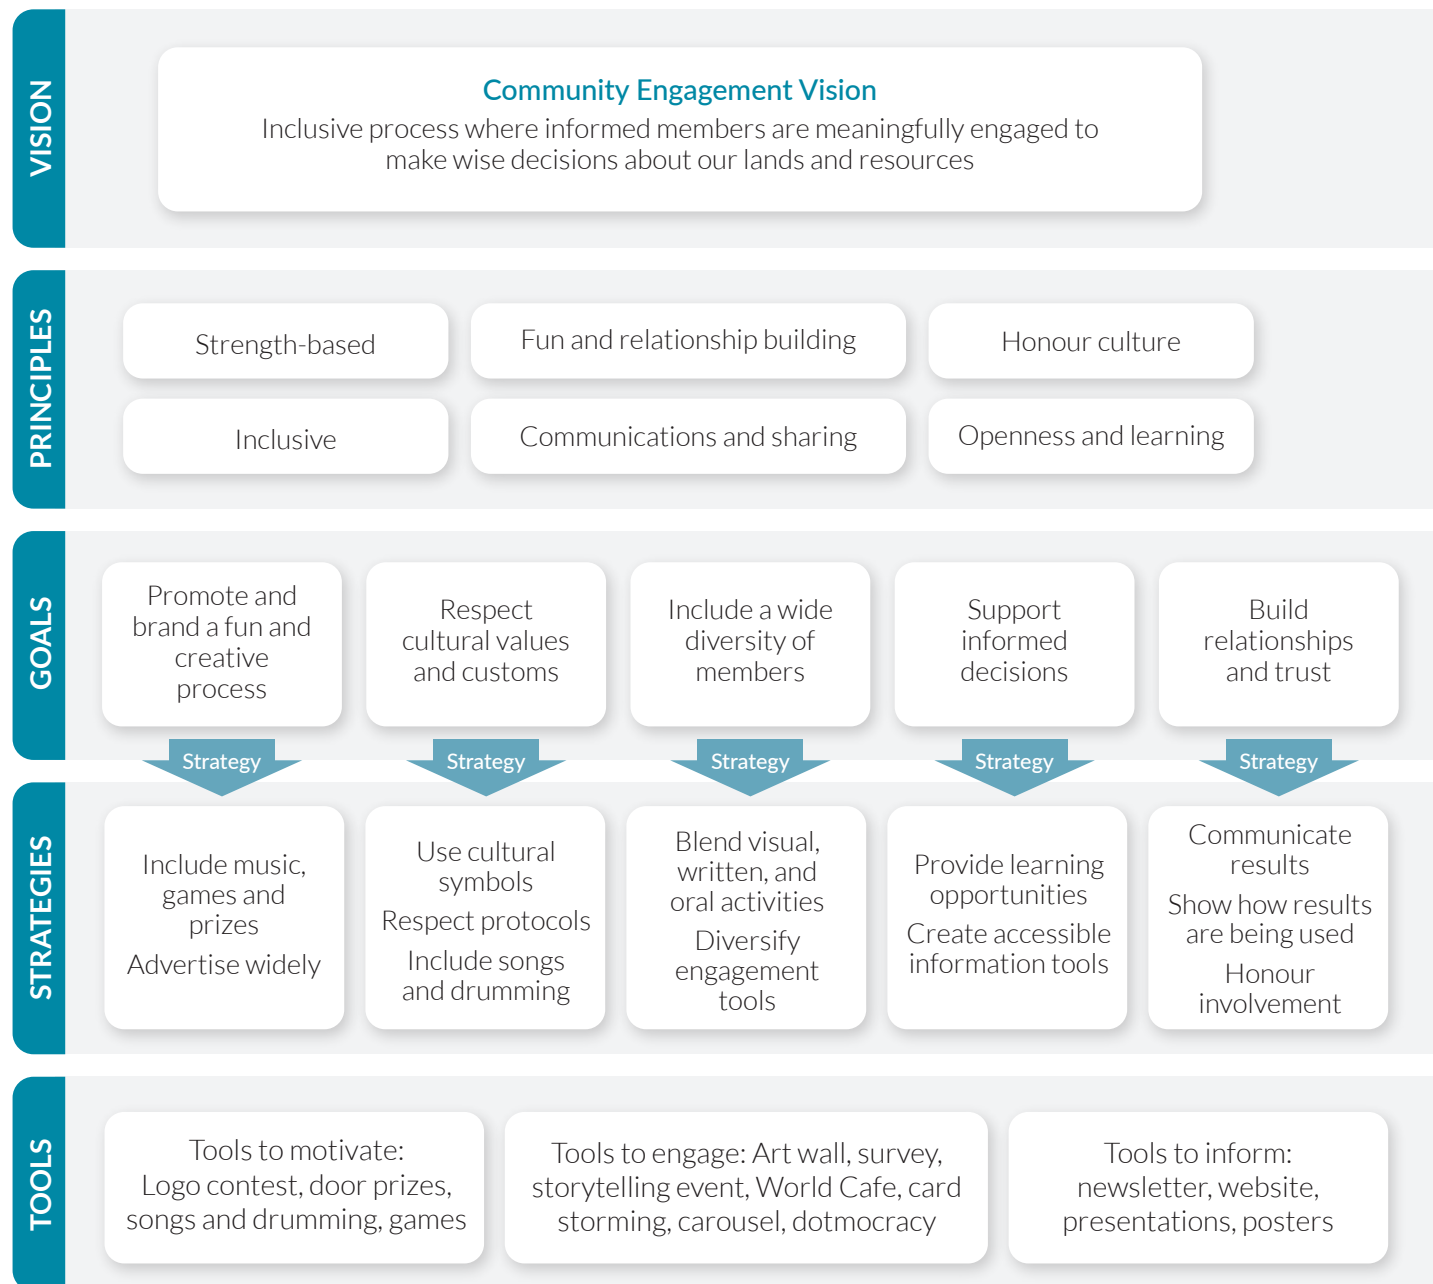 VISION
Community Engagement Vision
Inclusive process where informed members are meaningfully engaged to
make wise decisions about our lands and resources
PRINCIPLES
Strength-based
Fun and relationship building
Honour culture
Inclusive
Communications and sharing
Openness and learning
GOALS
Promote and
brand a fun and
creative
process
Respect
cultural values
and customs
Include a wide
diversity of
members
Support
informed
decisions
Build
relationships
and trust
Strategy
Strategy
Strategy
Strategy
Strategy
STRATEGIES
Include music,
games and
prizes
Advertise widely
Use cultural
symbols
Respect protocols
Include songs
and drumming
Blend visual,
written, and
oral activities
Diversify
engagement
tools
Provide learning
opportunities
Create accessible
information tools
Communicate
results
Show how results
are being used
Honour
involvement
TOOLS
Tools to motivate:
Logo contest, door prizes,
songs and drumming, games
Tools to engage: Art wall, survey,
storytelling event, World Cafe, card
storming, carousel, dotmocracy
Tools to inform:
newsletter, website,
presentations, posters